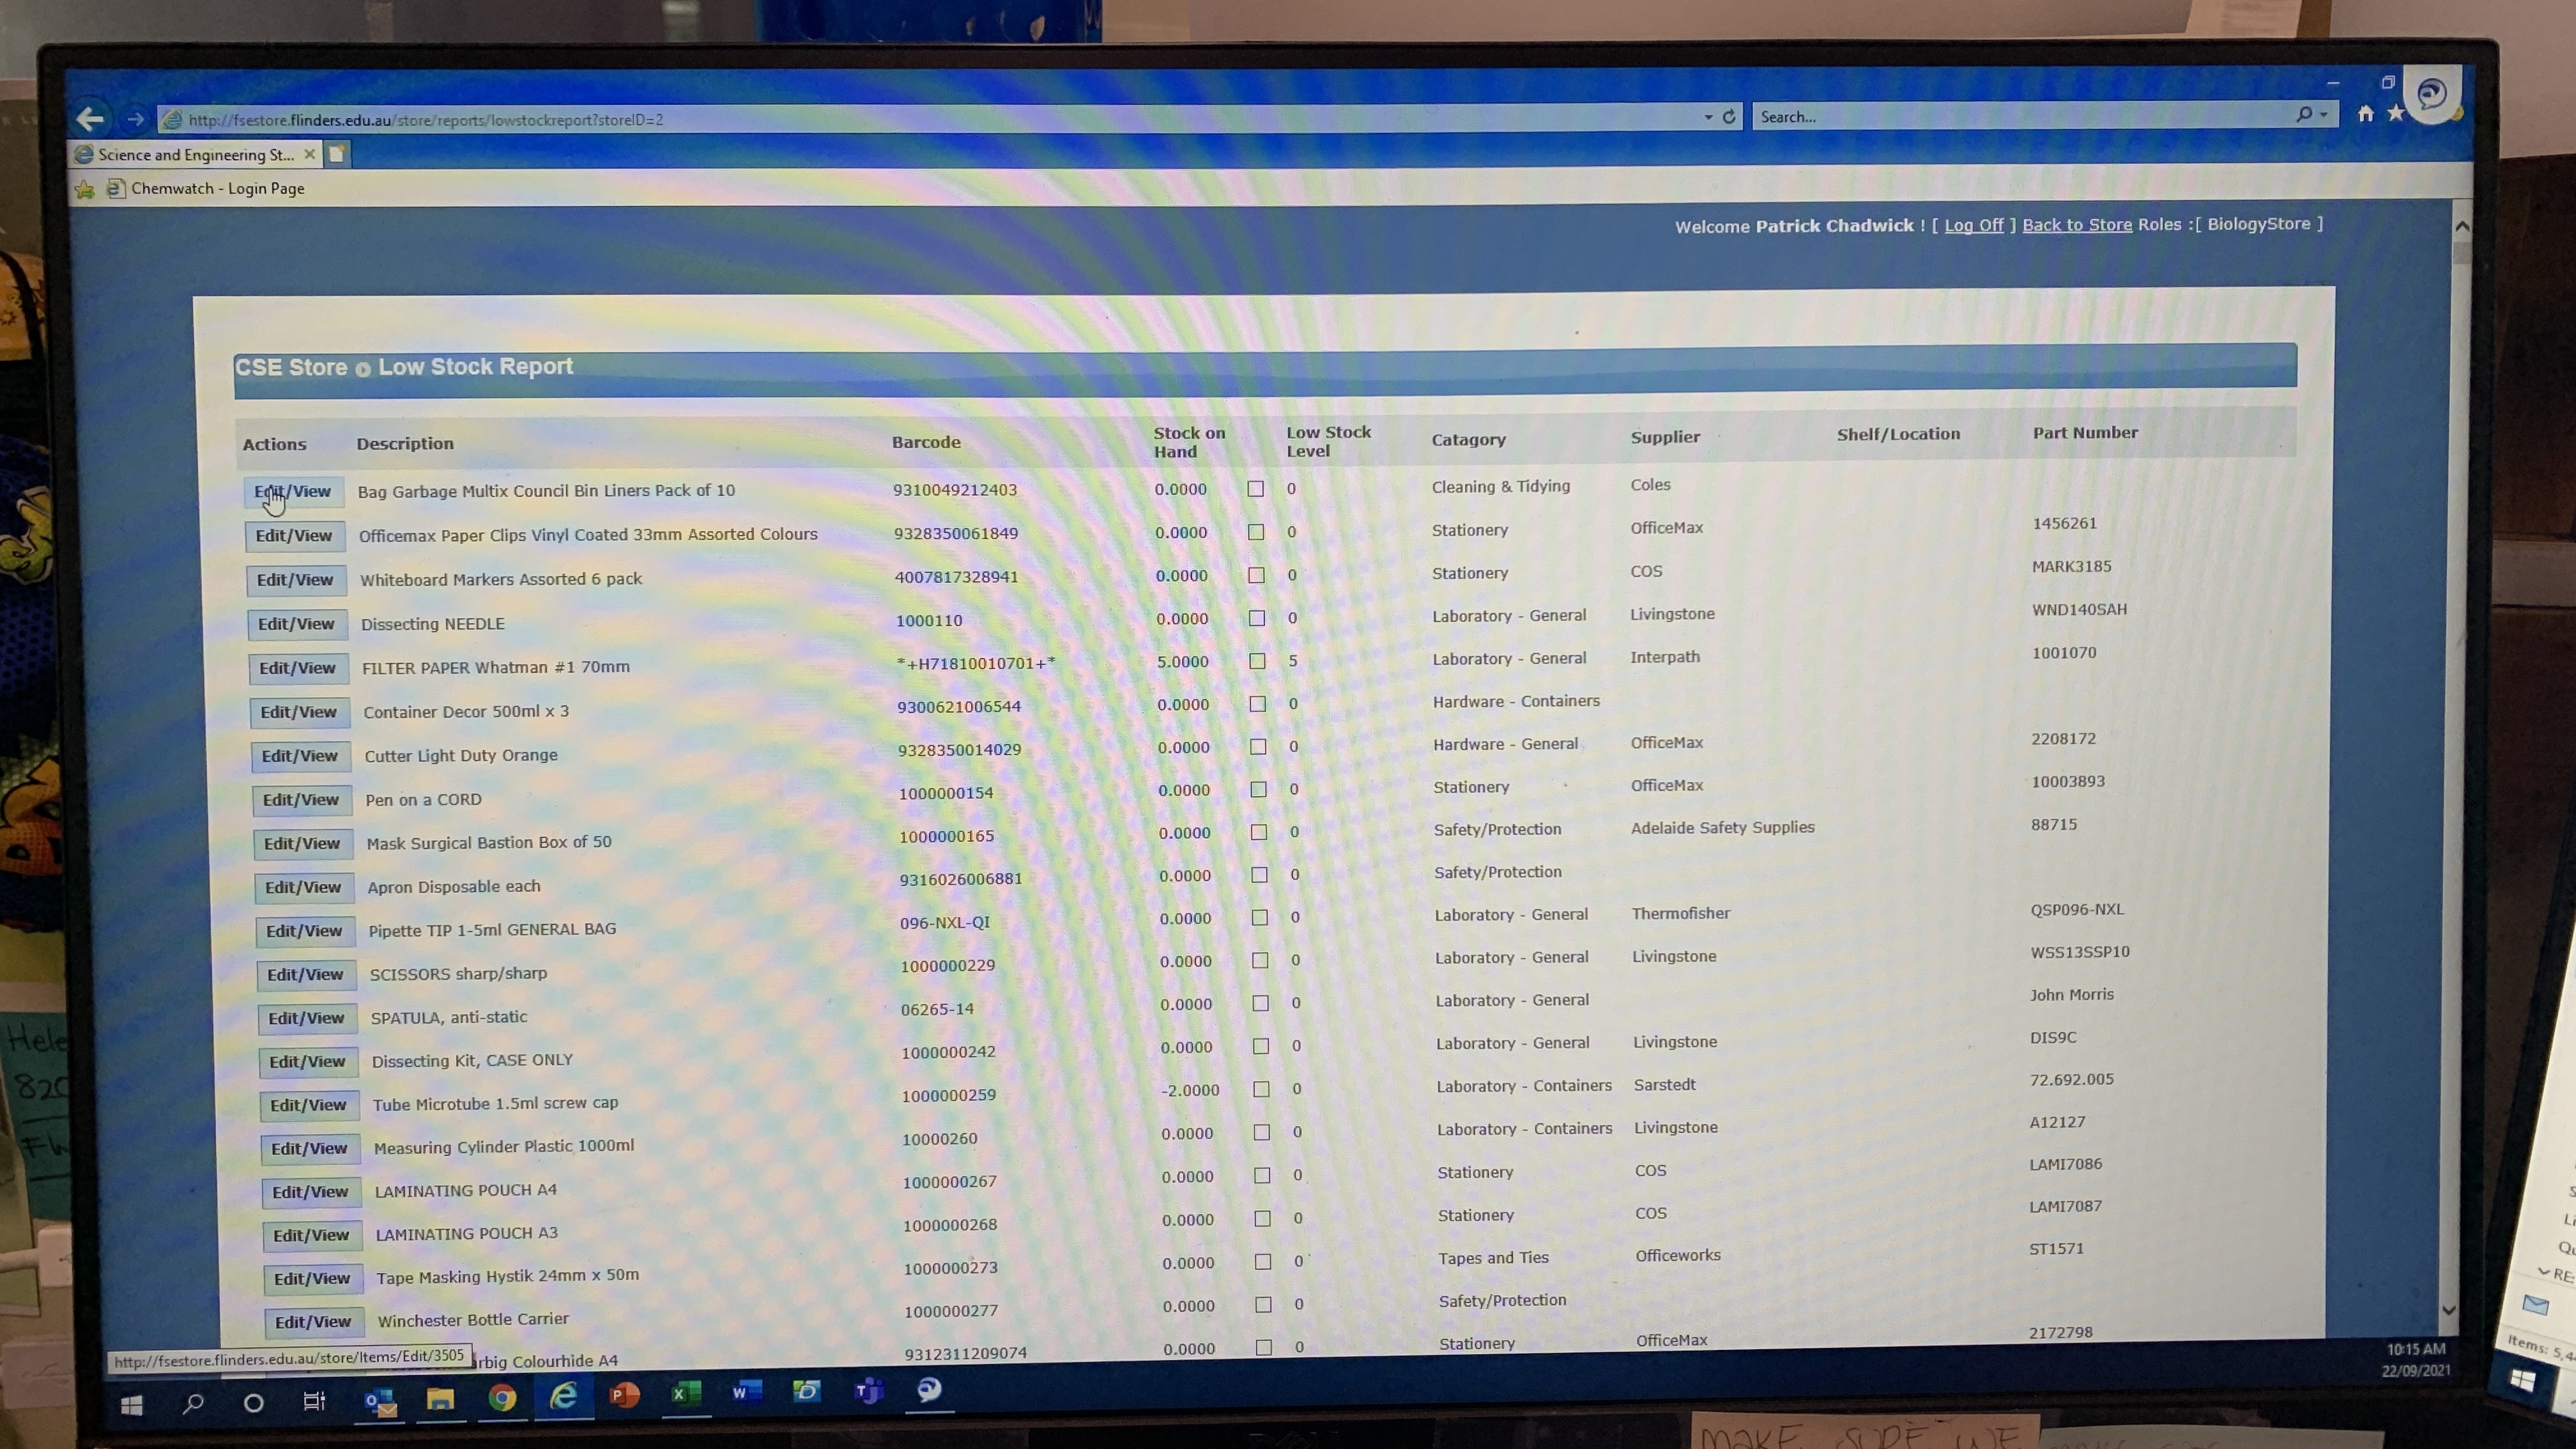 http://fsestore.flinders.edu.au/store/reports/lowstockreport?storeID=2
Search...
Science and Engineering St...
Chemwatch - Login Page
Welcome Patrick Chadwick ! [ Log Off ] Back to Store Roles :[ BiologyStore ]
CSE Store Low Stock Report
Actions Description Barcode Stock on Hand Low Stock Level Catagory Supplier Shelf/Location Part Number
Edit/View Bag Garbage Multix Council Bin Liners Pack of 10 9310049212403 0.0000 0 Cleaning & Tidying Coles
Edit/View Officemax Paper Clips Vinyl Coated 33mm Assorted Colours 9328350061849 0.0000 0 Stationery OfficeMax 1456261
Edit/View Whiteboard Markers Assorted 6 pack 4007817328941 0.0000 0 Stationery COS MARK3185
Edit/View Dissecting NEEDLE 1000110 0.0000 0 Laboratory - General Livingstone WND140SAH
Edit/View FILTER PAPER Whatman #1 70mm *+H71810010701+* 5.0000 5 Laboratory - General Interpath 1001070
Edit/View Container Decor 500ml x 3 9300621006544 0.0000 0 Hardware - Containers
Edit/View Cutter Light Duty Orange 9328350014029 0.0000 0 Hardware - General OfficeMax 2208172
Edit/View Pen on a CORD 1000000154 0.0000 0 Stationery OfficeMax 10003893
Edit/View Mask Surgical Bastion Box of 50 1000000165 0.0000 0 Safety/Protection Adelaide Safety Supplies 88715
Edit/View Apron Disposable each 9316026006881 0.0000 0 Safety/Protection
Edit/View Pipette TIP 1-5ml GENERAL BAG 096-NXL-QI 0.0000 0 Laboratory - General Thermofisher QSP096-NXL
Edit/View SCISSORS sharp/sharp 1000000229 0.0000 0 Laboratory - General Livingstone WSS13SSP10
Edit/View SPATULA, anti-static 06265-14 0.0000 0 Laboratory - General John Morris
Edit/View Dissecting Kit, CASE ONLY 1000000242 0.0000 0 Laboratory - General Livingstone DIS9C
Edit/View Tube Microtube 1.5ml screw cap 1000000259 -2.0000 0 Laboratory - Containers Sarstedt 72.692.005
Edit/View Measuring Cylinder Plastic 1000ml 10000260 0.0000 0 Laboratory - Containers Livingstone A12127
Edit/View LAMINATING POUCH A4 1000000267 0.0000 0 Stationery COS LAMI7086
Edit/View LAMINATING POUCH A3 1000000268 0.0000 0 Stationery COS LAMI7087
Edit/View Tape Masking Hystik 24mm x 50m 1000000273 0.0000 0 Tapes and Ties Officeworks ST1571
Edit/View Winchester Bottle Carrier 1000000277 0.0000 0 Safety/Protection
rbig Colourhide A4 9312311209074 0.0000 0 Stationery OfficeMax 2172798
http://fsestore.flinders.edu.au/store/Items/Edit/3505
10:15 AM
22/09/2021
Hele
820
Items: 5,4
MAKE SURE WE